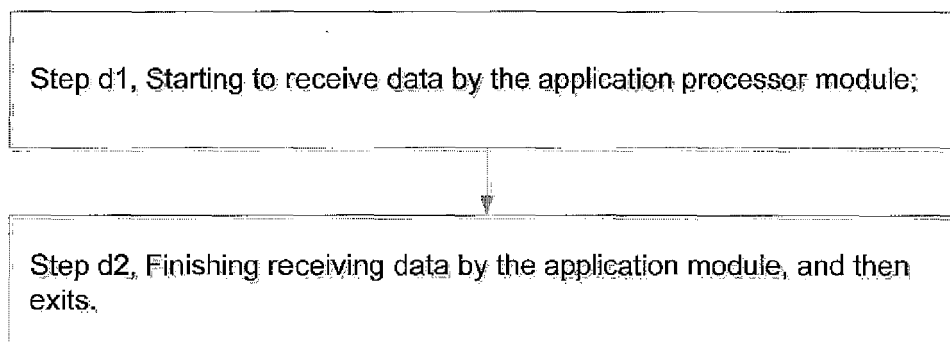 Step d1, Starting to receive data by the application processor module;
Step d2, Finishing receiving data by the application module, and then
exits.